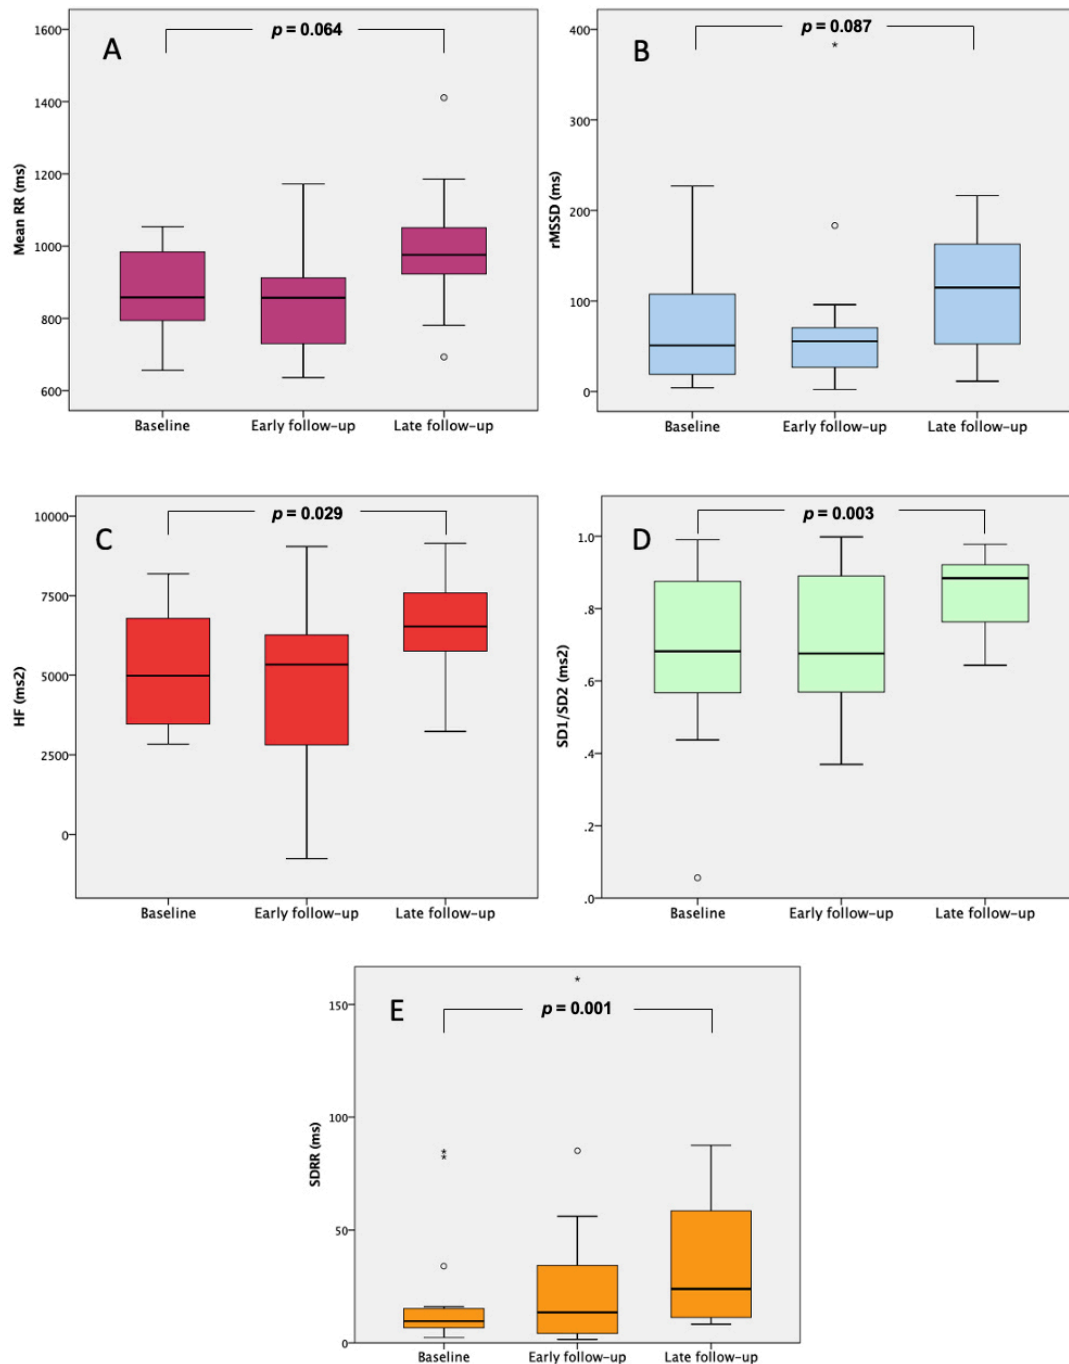 A
p = 0.064
1600
1400
1200
1000
800
600
Mean RR (ms)
Baseline
Early follow-up
Late follow-up
B
p = 0.087
*
400
300
200
100
0
rMSSD (ms)
Baseline
Early follow-up
Late follow-up
C
p = 0.029
10000
7500
5000
2500
0
HF (ms2)
Baseline
Early follow-up
Late follow-up
D
p = 0.003
1.0
.8
.6
.4
.2
.0
SD1/SD2 (ms2)
Baseline
Early follow-up
Late follow-up
E
p = 0.001
*
150
100
50
0
*
*
SDRR (ms)
Baseline
Early follow-up
Late follow-up